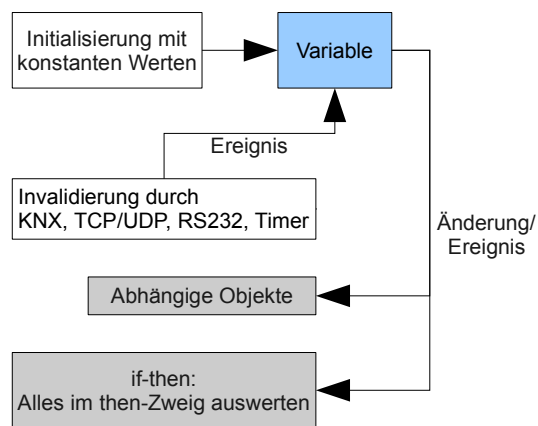 Initialisierung mit
konstanten Werten
Variable
Ereignis
Invalidierung durch
KNX, TCP/UDP, RS232, Timer
Änderung/
Ereignis
Abhängige Objekte
if-then:
Alles im then-Zweig auswerten